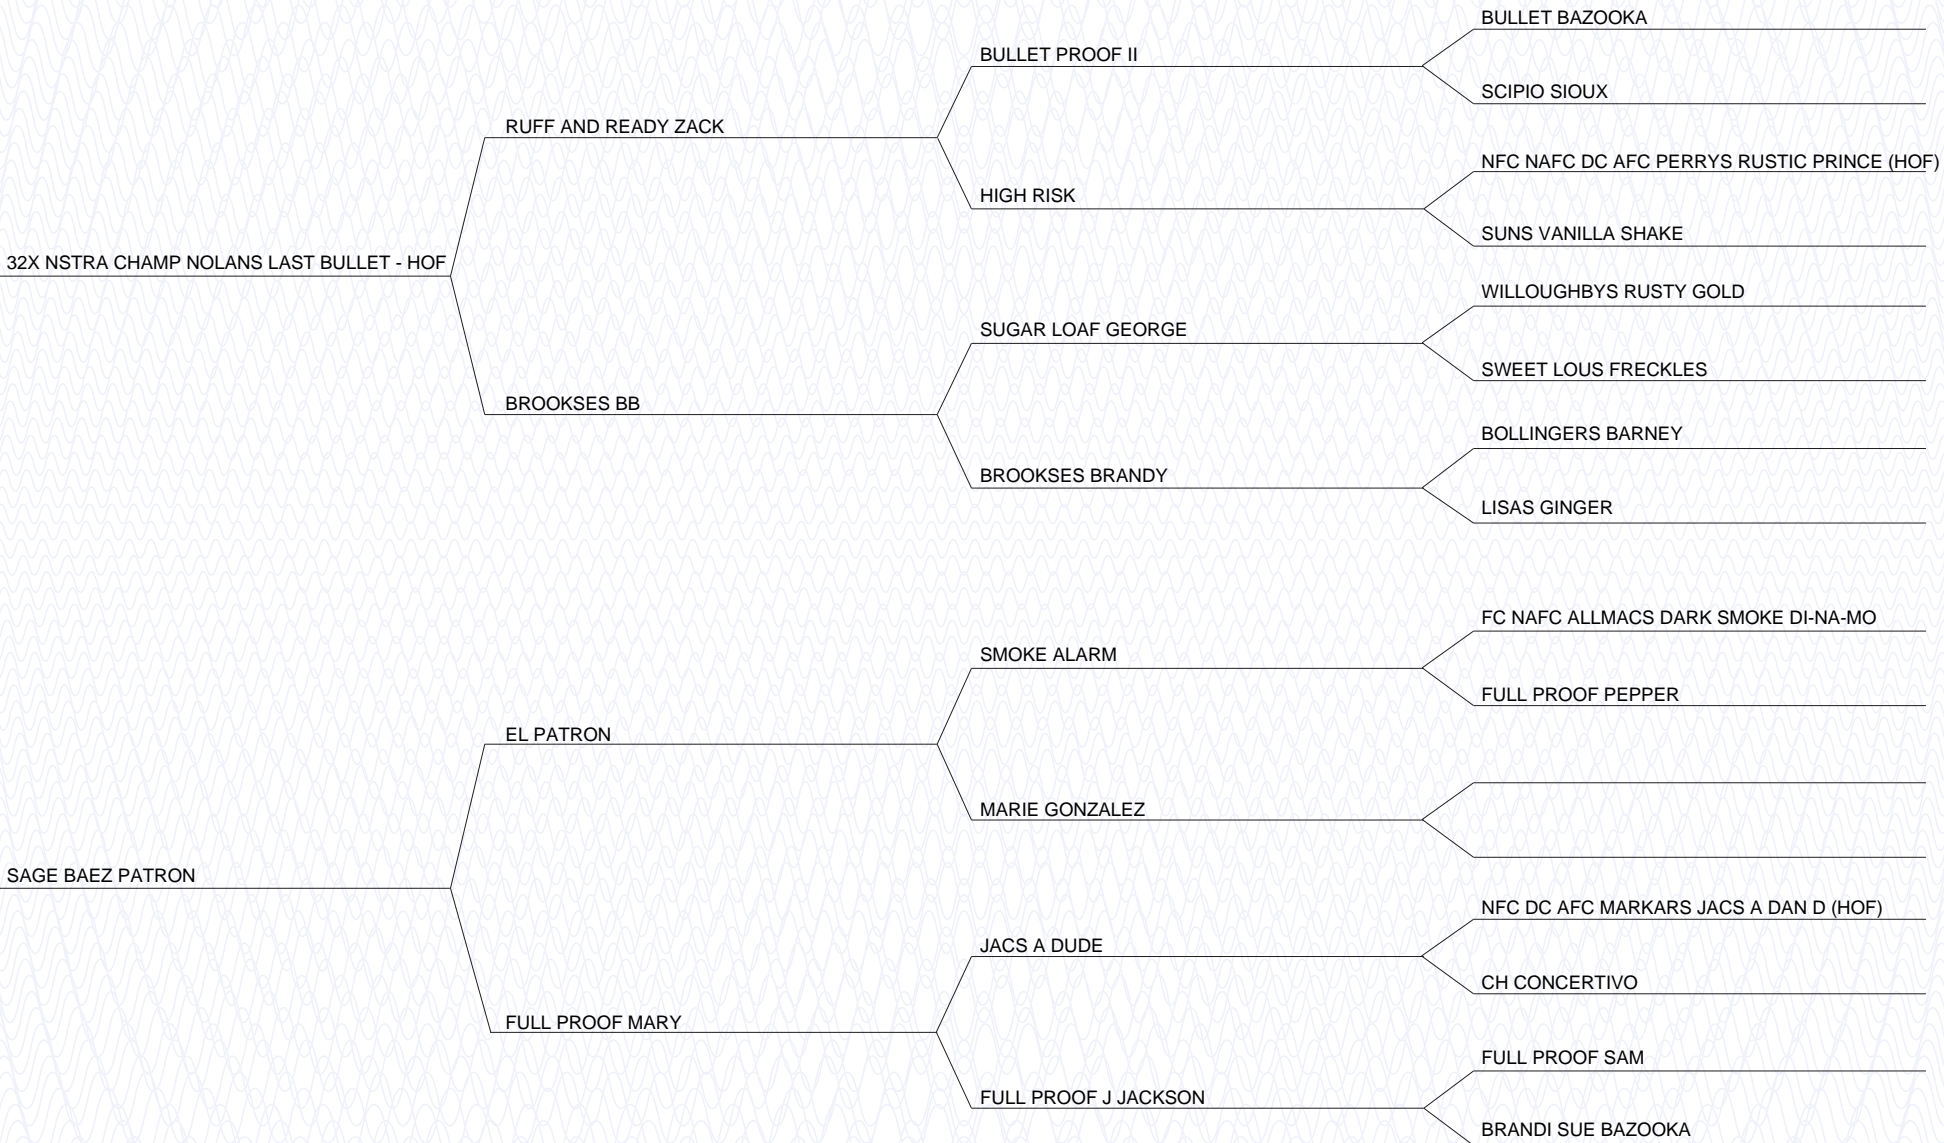 BULLET BAZOOKA
BULLET PROOF II
SCIPIO SIOUX
RUFF AND READY ZACK
NFC NAFC DC AFC PERRYS RUSTIC PRINCE (HOF)
HIGH RISK
SUNS VANILLA SHAKE
32X NSTRA CHAMP NOLANS LAST BULLET - HOF
WILLOUGHBYS RUSTY GOLD
SUGAR LOAF GEORGE
SWEET LOUS FRECKLES
BROOKSES BB
BOLLINGERS BARNEY
BROOKSES BRANDY
LISAS GINGER
FC NAFC ALLMACS DARK SMOKE DI-NA-MO
SMOKE ALARM
FULL PROOF PEPPER
EL PATRON
MARIE GONZALEZ
SAGE BAEZ PATRON
NFC DC AFC MARKARS JACS A DAN D (HOF)
JACS A DUDE
CH CONCERTIVO
FULL PROOF MARY
FULL PROOF SAM
FULL PROOF J JACKSON
BRANDI SUE BAZOOKA